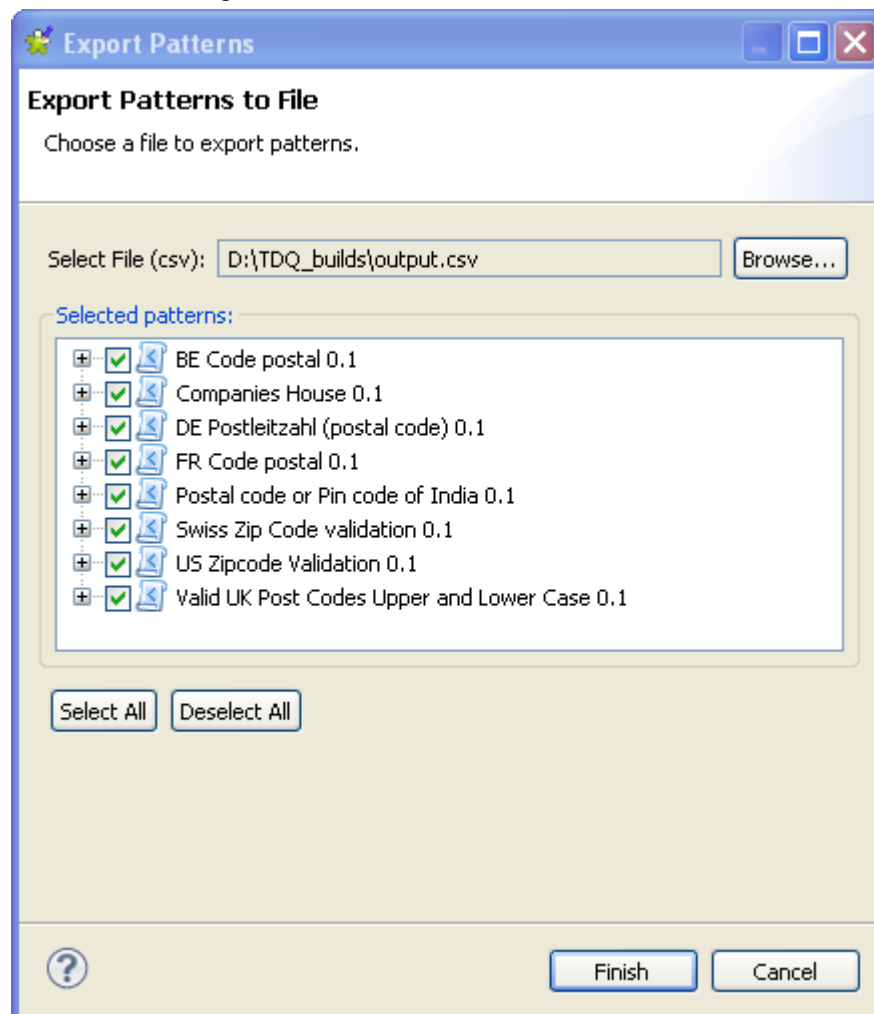 Export Patterns
Export Patterns to File
Choose a file to export patterns.
Select File (csv): D:\TDQ_builds\output.csv Browse...
Selected patterns:
BE Code postal 0.1
Companies House 0.1
DE Postleitzahl (postal code) 0.1
FR Code postal 0.1
Postal code or Pin code of India 0.1
Swiss Zip Code validation 0.1
US Zipcode Validation 0.1
Valid UK Post Codes Upper and Lower Case 0.1
Select All Deselect All
? Finish Cancel